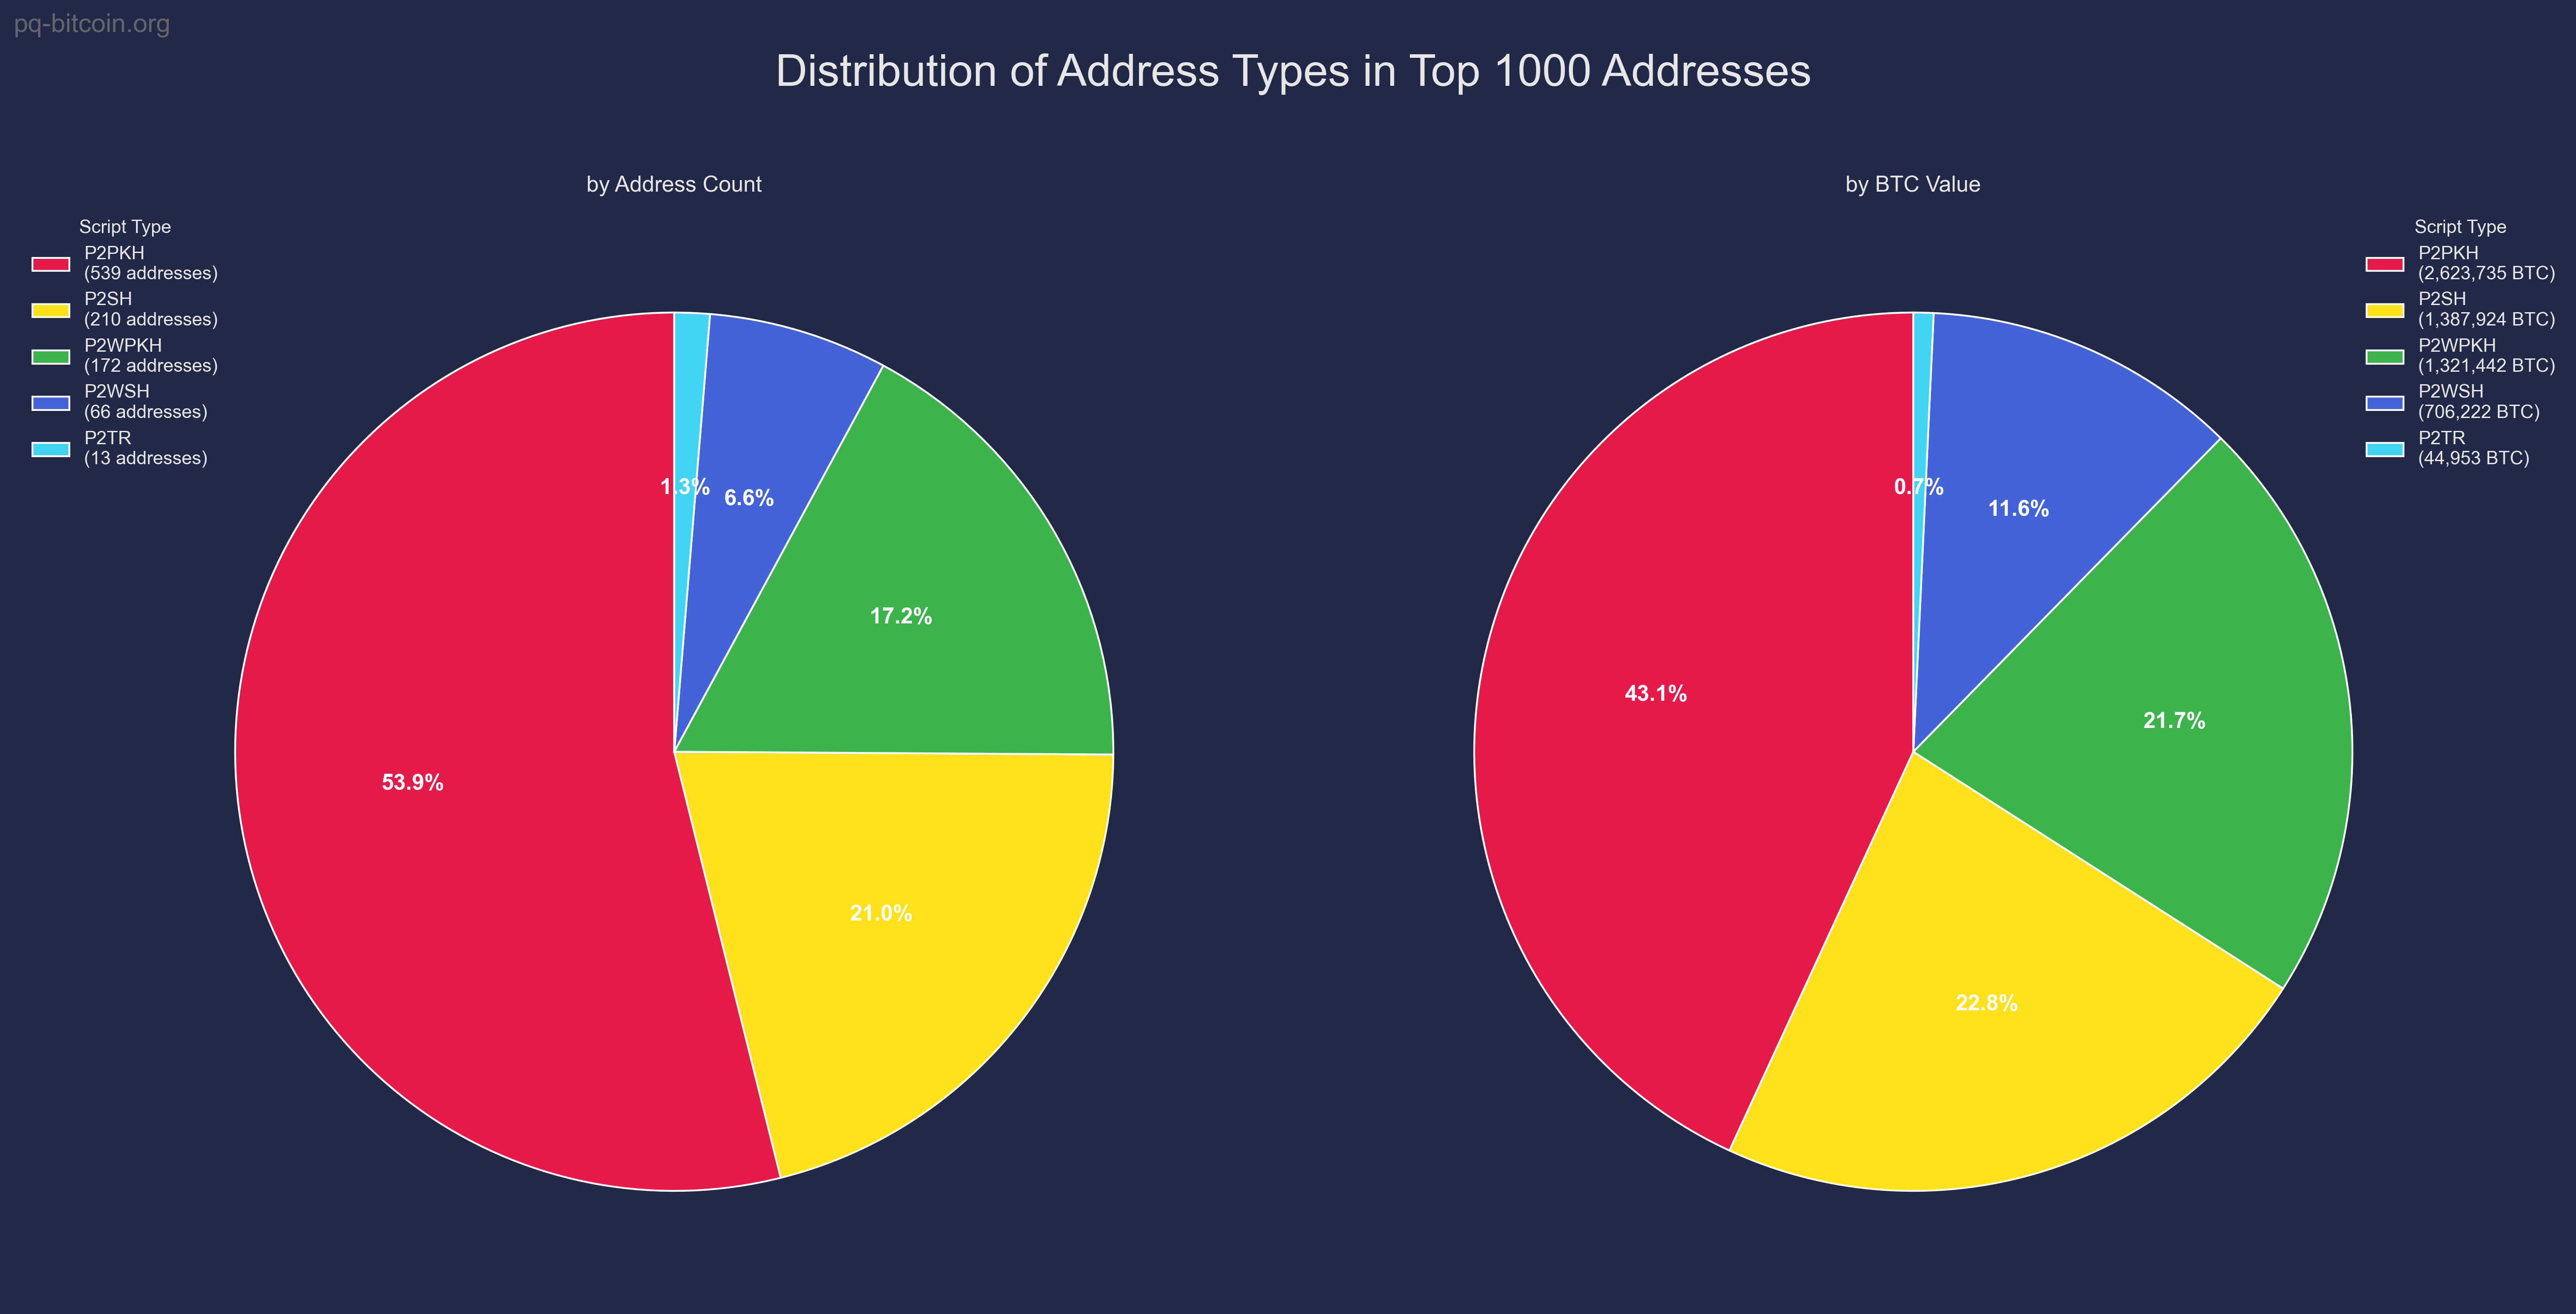 pq-bitcoin.org
Distribution of Address Types in Top 1000 Addresses
by Address Count
Script Type
P2PKH
(539 addresses)
P2SH
(210 addresses)
P2WPKH
(172 addresses)
P2WSH
(66 addresses)
P2TR
(13 addresses)
1.3%
6.6%
17.2%
53.9%
21.0%
by BTC Value
Script Type
P2PKH
(2,623,735 BTC)
P2SH
(1,387,924 BTC)
P2WPKH
(1,321,442 BTC)
P2WSH
(706,222 BTC)
P2TR
(44,953 BTC)
0.7%
11.6%
43.1%
21.7%
22.8%